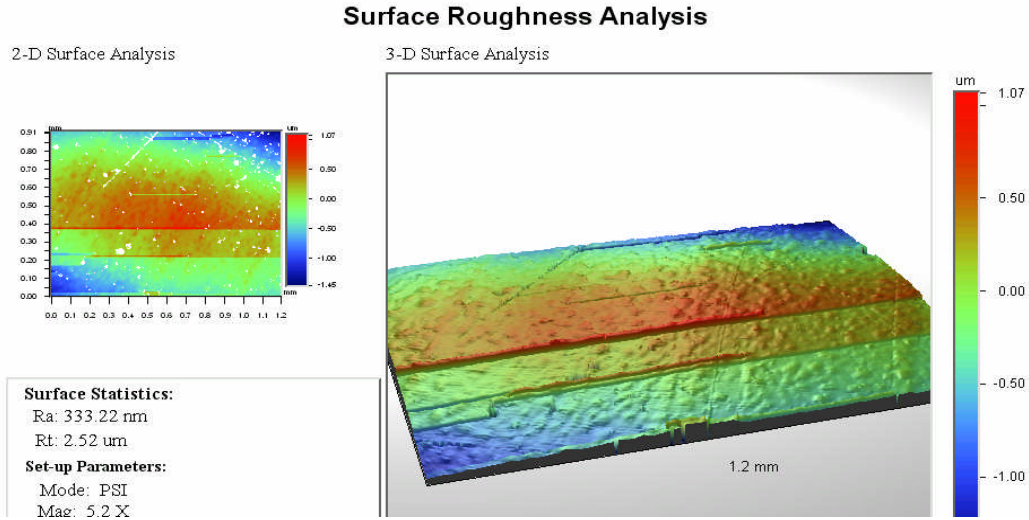 Surface Roughness Analysis
2-D Surface Analysis
3-D Surface Analysis
mm
um
0.91
0.80
0.70
0.60
0.50
0.40
0.30
0.20
0.10
0.00
0.0 0.1 0.2 0.3 0.4 0.5 0.6 0.7 0.8 0.9 1.0 1.1 1.2
1.07
0.50
0.00
-0.50
-1.00
-1.45
mm
um
1.07
0.50
0.00
-0.50
-1.00
1.2 mm
Surface Statistics:
Ra: 333.22 nm
Rt: 2.52 um
Set-up Parameters:
Mode: PSI
Mag: 5.2 X